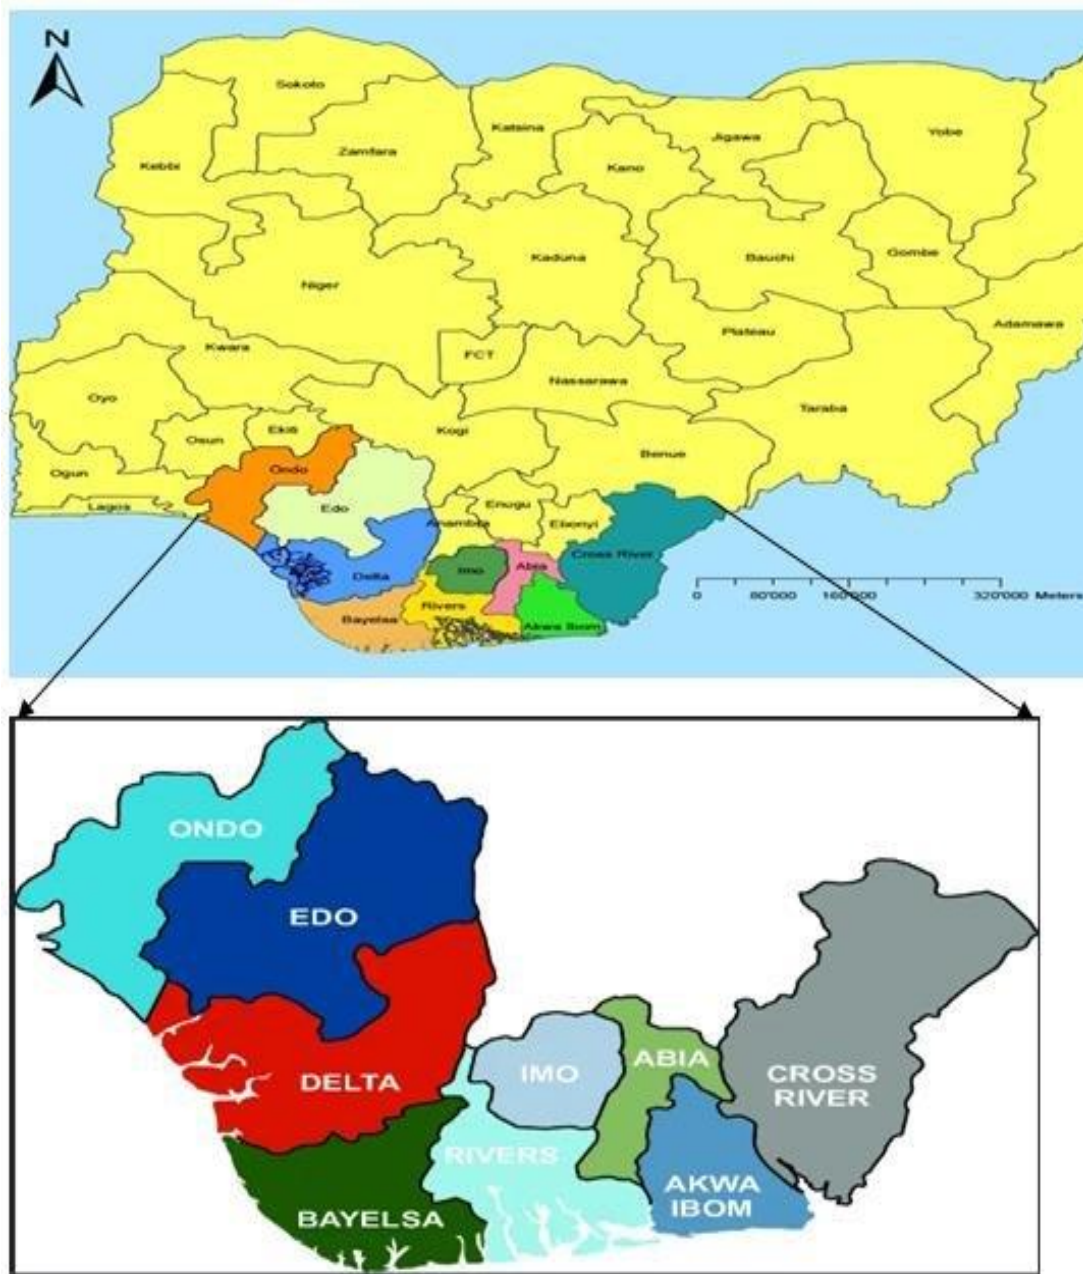 N
Sokoto
Katsina
Jigawa
Yobe
Zamfara
Kano
Kebbi
Kaduna
Bauchi
Gombe
Niger
Plateau
Adamawa
Kwara
FCT
Nassarawa
Oyo
Taraba
Osun
Ekiti
Kogi
Benue
Ogun
Ondo
Lagos
Edo
Enugu
Anambra
Ebonyi
Cross River
Delta
Imo
Abia
Rivers
Bayelsa
Akwa Ibom
0 80'000 160'000 320'000 Meters
ONDO
EDO
DELTA
IMO
ABIA
CROSS
RIVER
RIVERS
AKWA
IBOM
BAYELSA